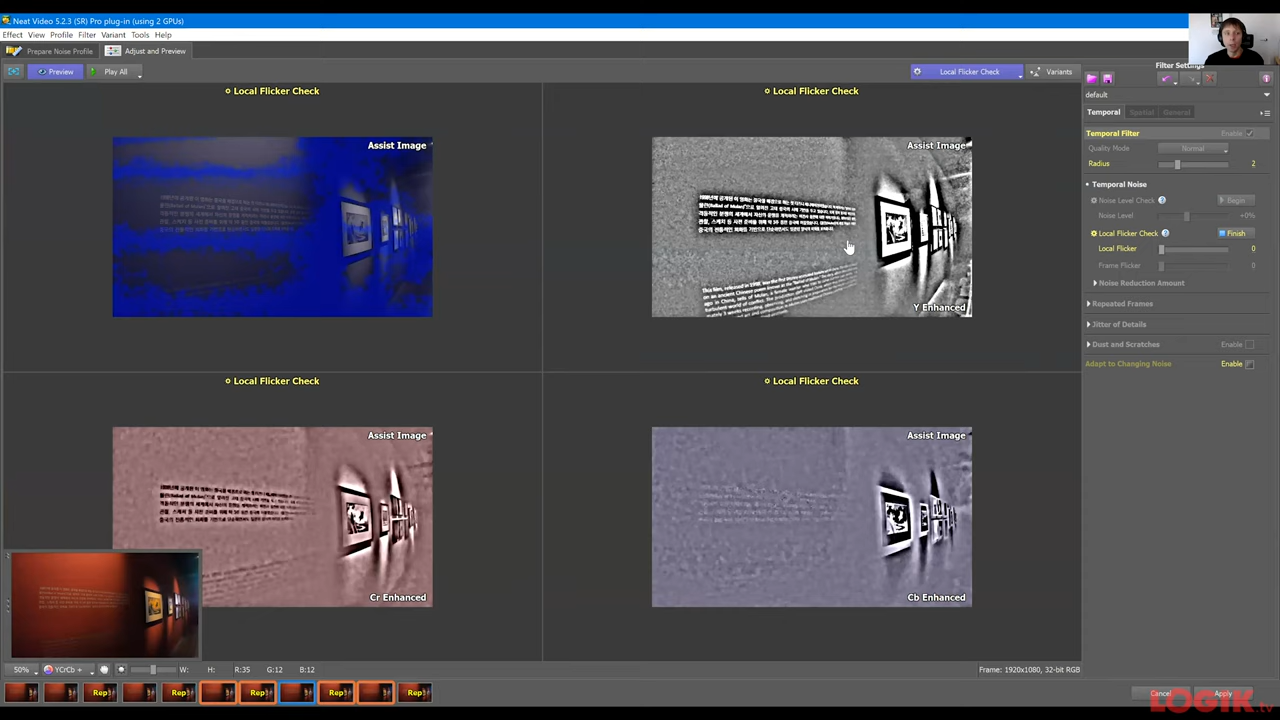 Neat Video 5.2.3 (SR) Pro plug-in (using 2 GPUs)
Effect View Profile Filter Variant Tools Help
Prepare Noise Profile Adjust and Preview
Filter Settings
Preview Play All Local Flicker Check Variants
default
Local Flicker Check Local Flicker Check
Temporal Spatial General
Temporal Filter Enable
Assist Image Assist Image
Quality Mode Normal
Radius 2
Temporal Noise
Noise Level Check Begin
Noise Level +0%
Local Flicker Check Finish
Local Flicker 0
Frame Flicker 0
Noise Reduction Amount
Repeated Frames
Y Enhanced
Jitter of Details
Dust and Scratches Enable
Adapt to Changing Noise Enable
Local Flicker Check Local Flicker Check
Assist Image Assist Image
Cr Enhanced Cb Enhanced
50% YCrCb + W: H: R:35 G:12 B:12 Frame: 1920x1080, 32-bit RGB
Rep Rep Rep Rep Rep
Cancel Apply
LOGIK.tv